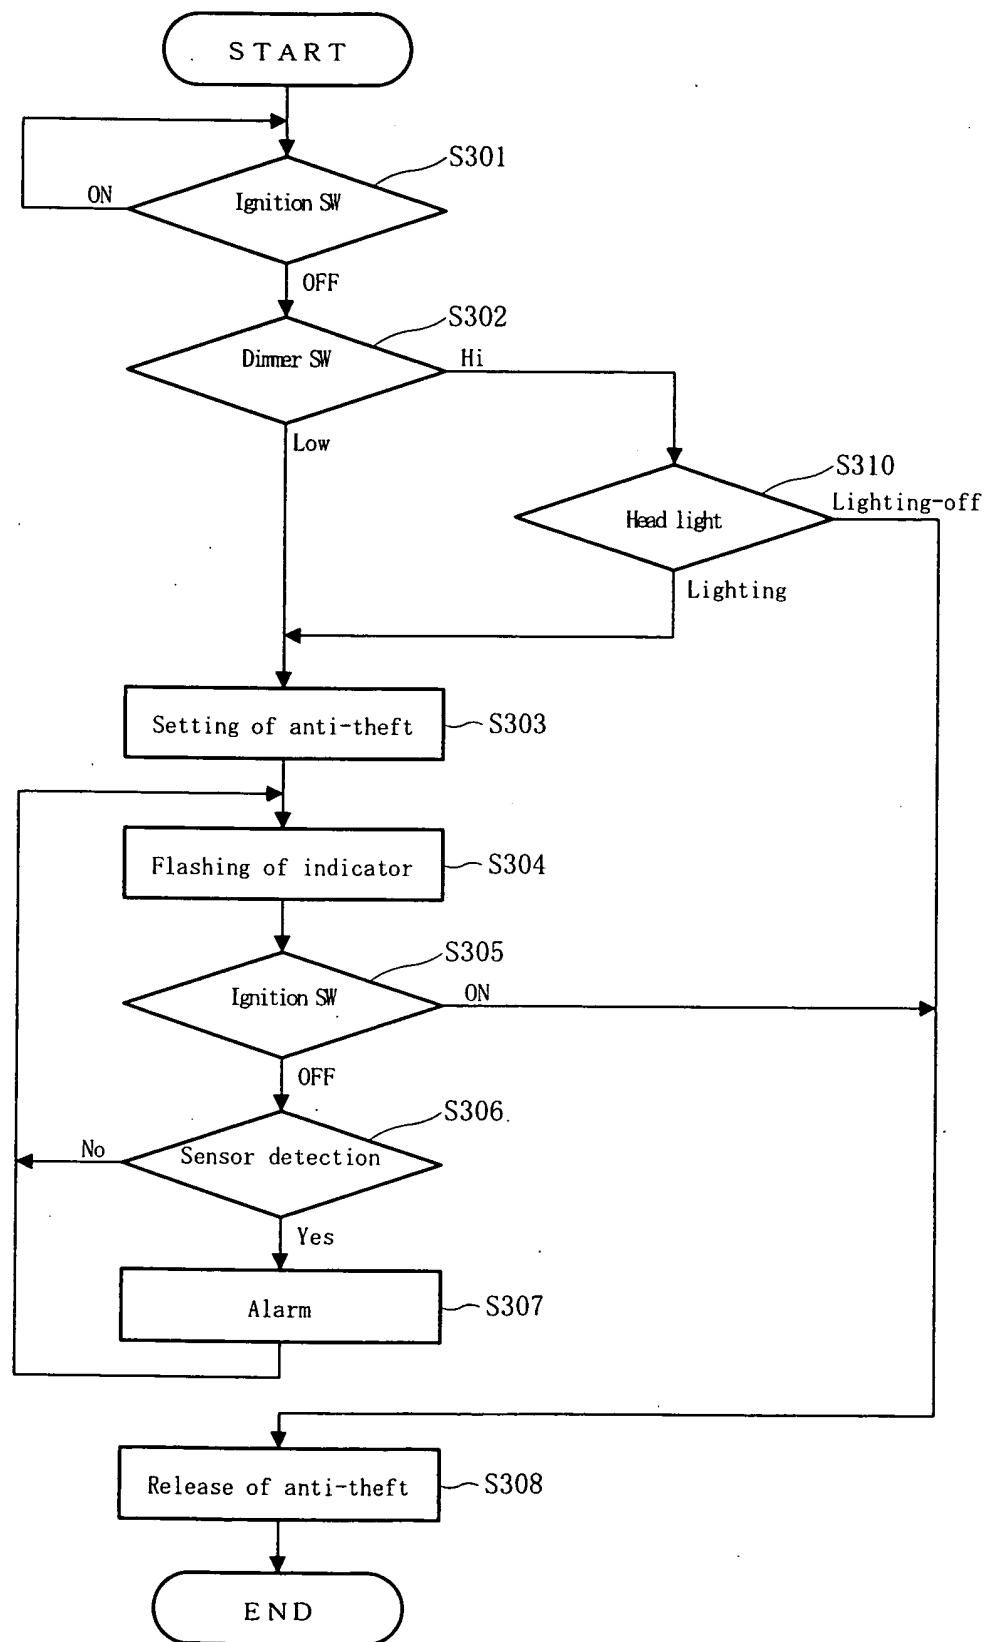 START
S301
ON
Ignition SW
OFF
S302
Dimmer SW
Hi
Low
S310
Lighting-off
Head light
Lighting
Setting of anti-theft
S303
Flashing of indicator
S304
S305
Ignition SW
ON
OFF
S306
No
Sensor detection
Yes
Alarm
S307
Release of anti-theft
S308
END